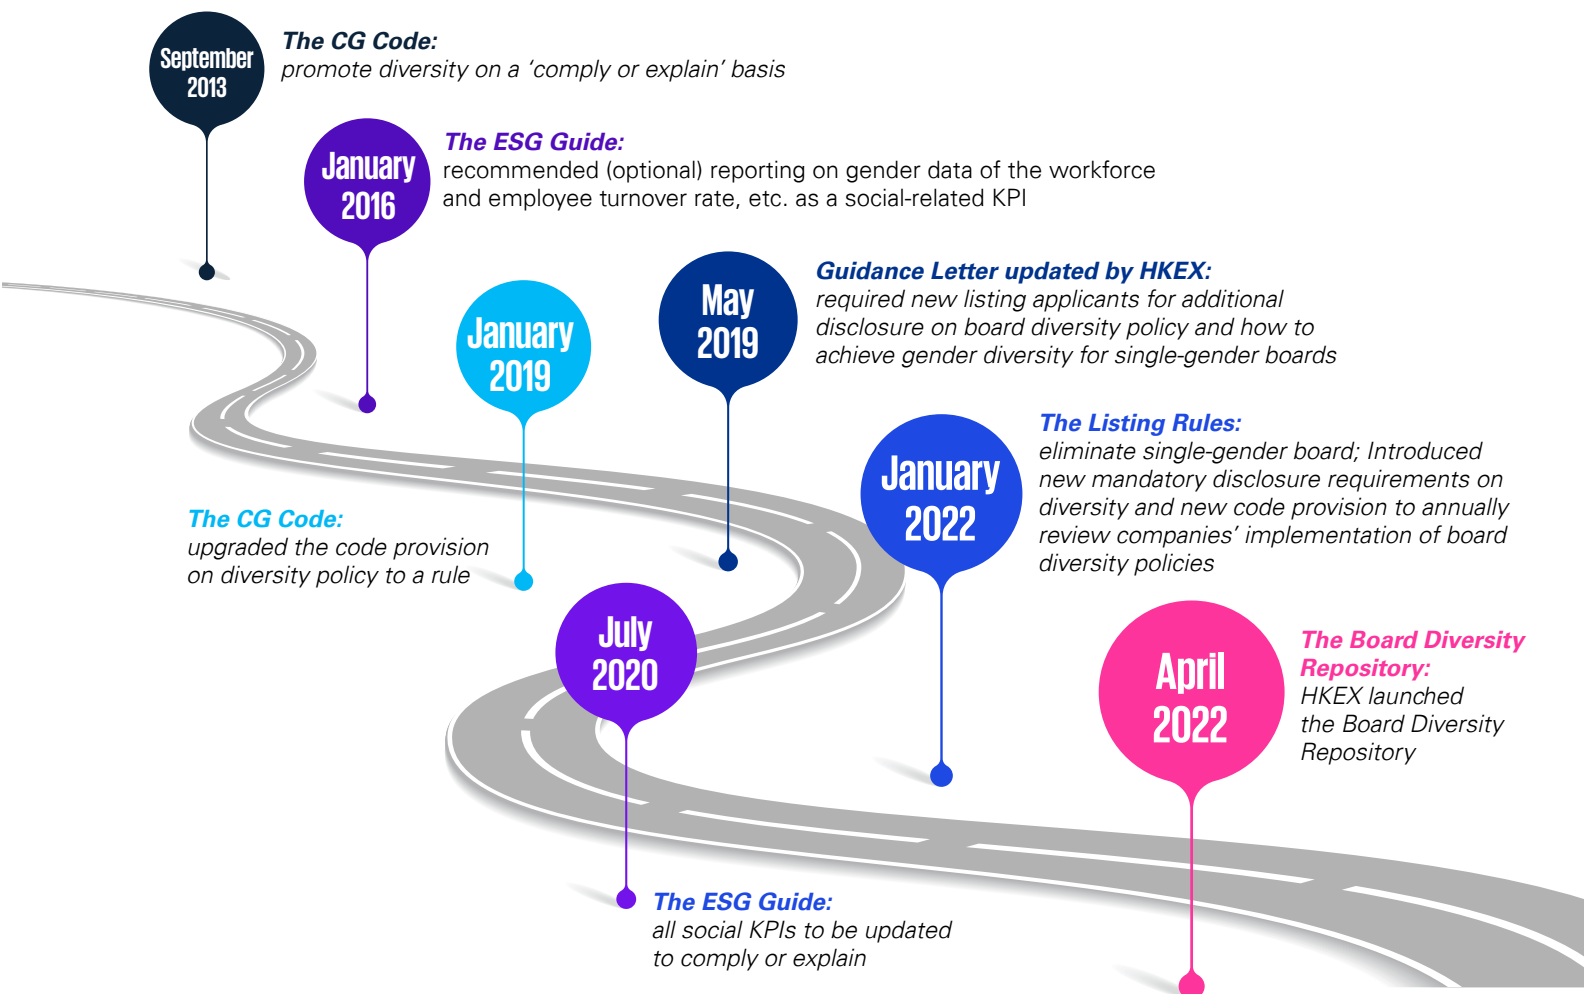 September
2013
The CG Code:
promote diversity on a ‘comply or explain’ basis
January
2016
The ESG Guide:
recommended (optional) reporting on gender data of the workforce
and employee turnover rate, etc. as a social-related KPI
January
2019
The CG Code:
upgraded the code provision
on diversity policy to a rule
May
2019
Guidance Letter updated by HKEX:
required new listing applicants for additional
disclosure on board diversity policy and how to
achieve gender diversity for single-gender boards
July
2020
The ESG Guide:
all social KPIs to be updated
to comply or explain
January
2022
The Listing Rules:
eliminate single-gender board; Introduced
new mandatory disclosure requirements on
diversity and new code provision to annually
review companies’ implementation of board
diversity policies
April
2022
The Board Diversity
Repository:
HKEX launched
the Board Diversity
Repository